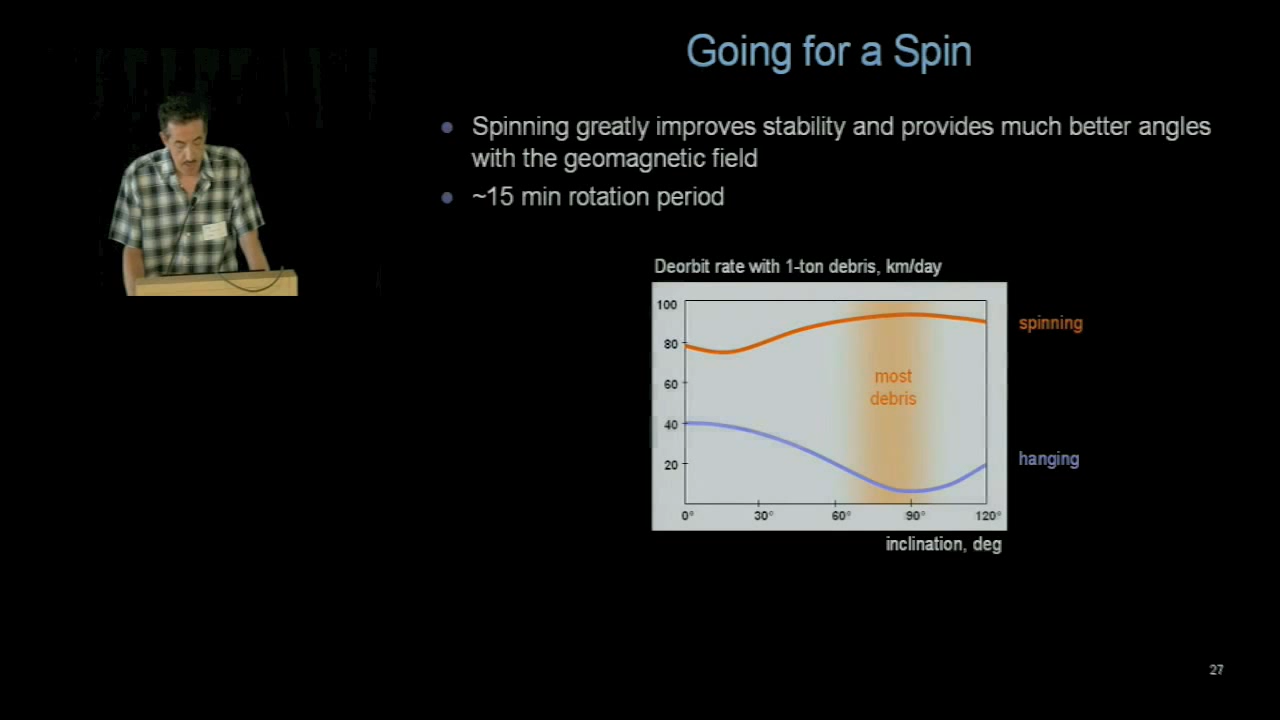 Going for a Spin
Spinning greatly improves stability and provides much better angles
with the geomagnetic field
~15 min rotation period
Deorbit rate with 1-ton debris, km/day
100
80
60
40
20
most
debris
spinning
hanging
0°
30°
60°
90°
120°
inclination, deg
27